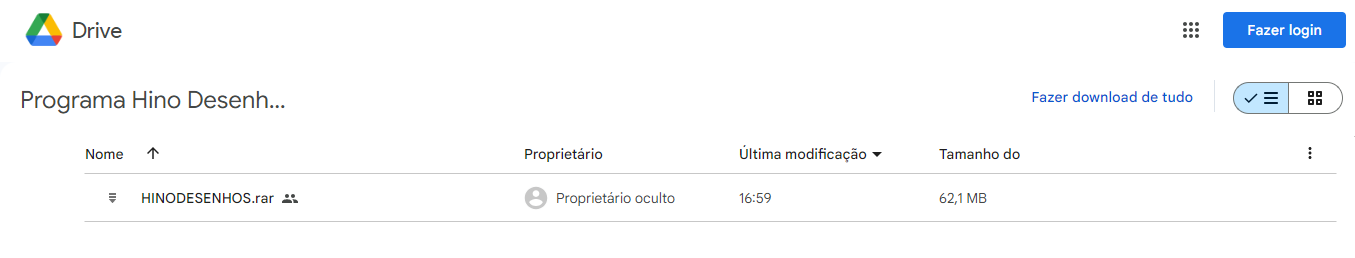 Drive
Fazer login
Programa Hino Desenh...
Fazer download de tudo
Nome Proprietário Última modificação Tamanho do
HINODESENHOS.rar Proprietário oculto 16:59 62,1 MB